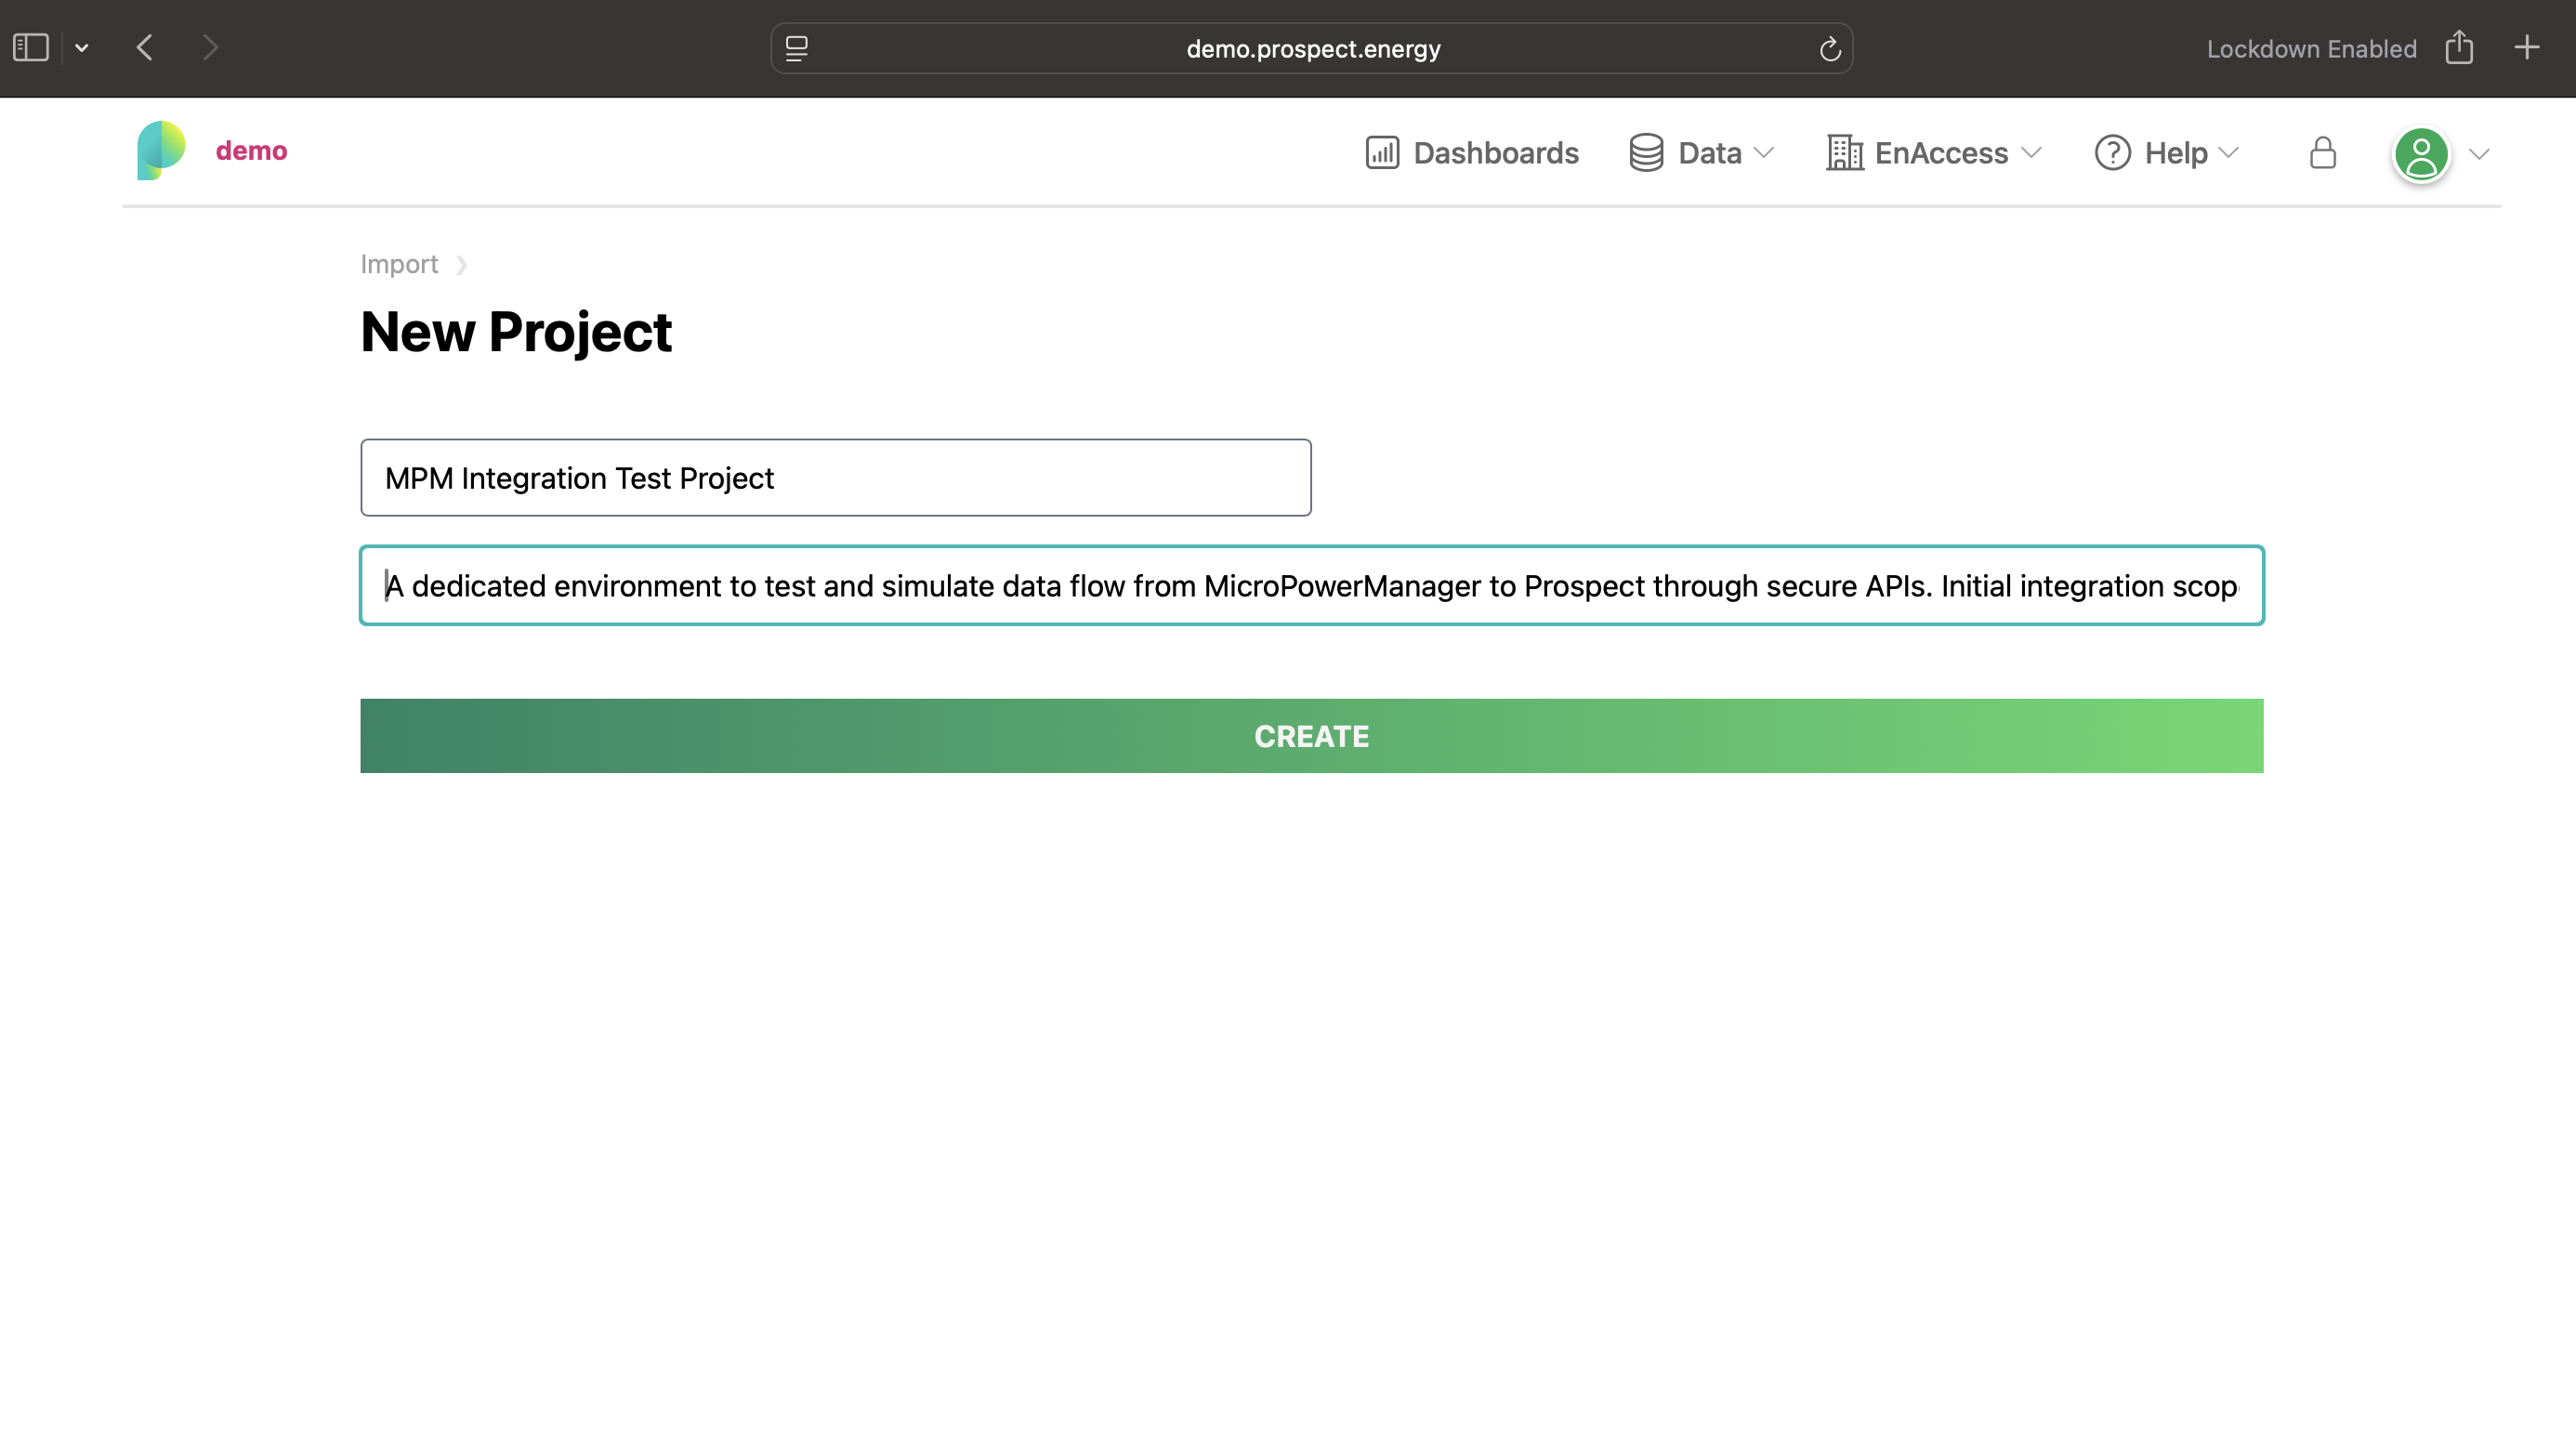 demo.prospect.energy
Lockdown Enabled
demo
Dashboards
Data
EnAccess
Help
Import
New Project
MPM Integration Test Project
A dedicated environment to test and simulate data flow from MicroPowerManager to Prospect through secure APIs. Initial integration scop
CREATE